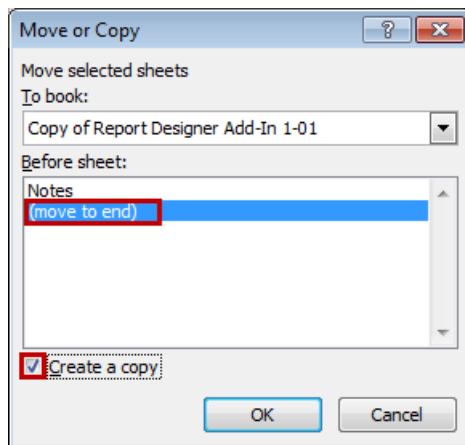 Move or Copy
Move selected sheets
To book:
Copy of Report Designer Add-In 1-01
Before sheet:
Notes
(move to end)
Create a copy
OK Cancel